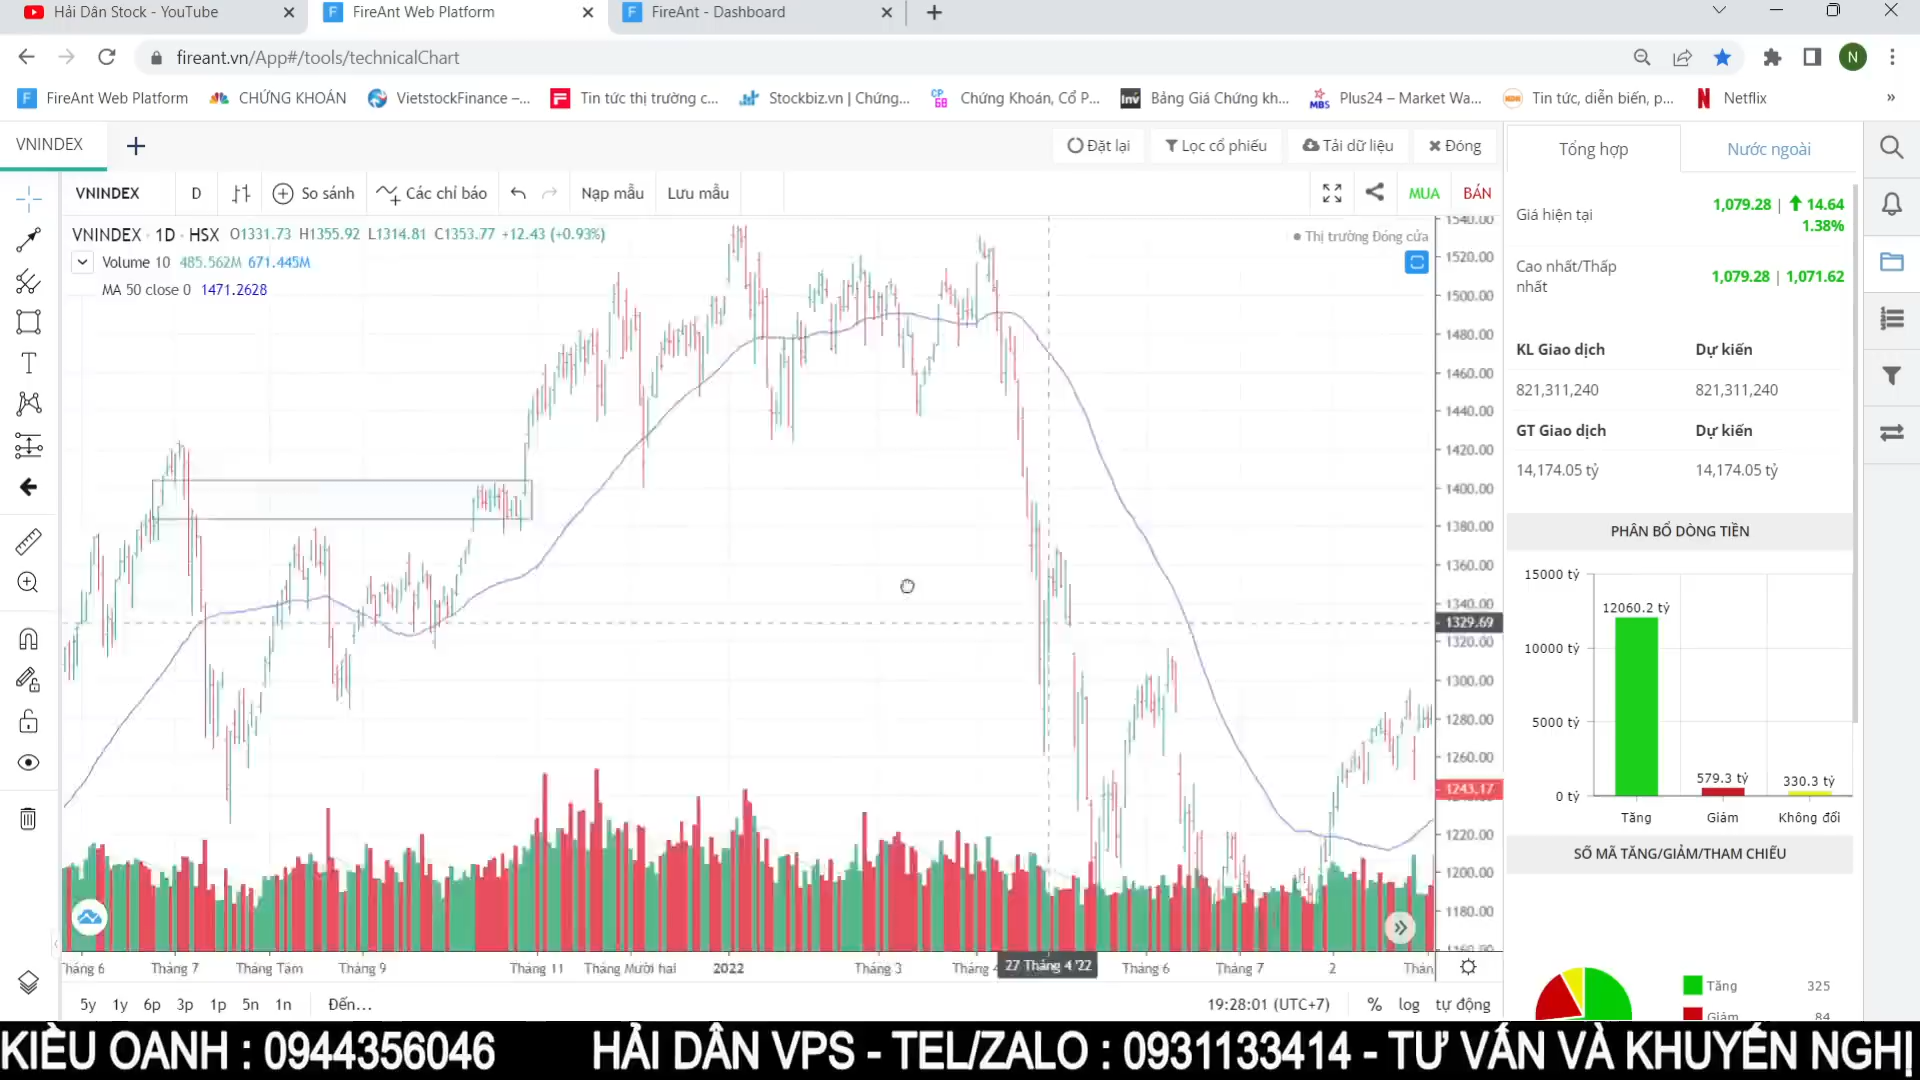 Hải Dân Stock - YouTube
FireAnt Web Platform
FireAnt - Dashboard
fireant.vn/App#/tools/technicalChart
N
FireAnt Web Platform
CHỨNG KHOÁN
VietstockFinance –...
Tin tức thị trường c...
Stockbiz.vn | Chứng...
Chứng Khoán, Cổ P...
Bảng Giá Chứng kh...
Plus24 – Market Wa...
Tin tức, diễn biến, p...
Netflix
VNINDEX
Đặt lại
Lọc cổ phiếu
Tải dữ liệu
Đóng
VNINDEX
D
So sánh
Các chỉ báo
Nạp mẫu
Lưu mẫu
MUA
BÁN
VNINDEX · 1D · HSX O1331.73 H1355.92 L1314.81 C1353.77 +12.43 (+0.93%)
Thị trường Đóng cửa
Volume 10 485.562M 671.445M
MA 50 close 0 1471.2628
1540.00
1520.00
1500.00
1480.00
1460.00
1440.00
1420.00
1400.00
1380.00
1360.00
1340.00
1329.69
1320.00
1300.00
1280.00
1260.00
1243.17
1220.00
1200.00
1180.00
Tháng 6
Tháng 7
Tháng Tám
Tháng 9
Tháng 11
Tháng Mười hai
2022
Tháng 3
Tháng 4
27 Tháng 4 '22
Tháng 6
Tháng 7
2
Thán
5y 1y 6p 3p 1p 5n 1n
Đến...
19:28:01 (UTC+7)
% log tự động
Tổng hợp
Nước ngoài
Giá hiện tại
1,079.28 | 14.64
1.38%
Cao nhất/Thấp nhất
1,079.28 | 1,071.62
KL Giao dịch Dự kiến
821,311,240 821,311,240
GT Giao dịch Dự kiến
14,174.05 tỷ 14,174.05 tỷ
PHÂN BỔ DÒNG TIỀN
15000 tỷ
10000 tỷ
5000 tỷ
0 tỷ
12060.2 tỷ
579.3 tỷ
330.3 tỷ
Tăng
Giảm
Không đổi
SỐ MÃ TĂNG/GIẢM/THAM CHIẾU
Tăng 325
Giảm 84
KIỀU OANH : 0944356046 HẢI DÂN VPS - TEL/ZALO : 0931133414 - TƯ VẤN VÀ KHUYẾN NGHỊ